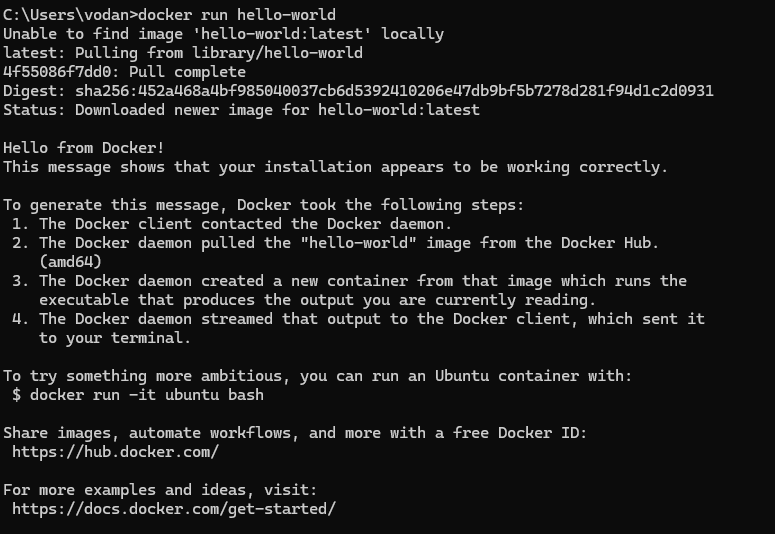 C:\Users\vodan>docker run hello-world
Unable to find image 'hello-world:latest' locally
latest: Pulling from library/hello-world
4f55086f7dd0: Pull complete
Digest: sha256:452a468a4bf985040037cb6d5392410206e47db9bf5b7278d281f94d1c2d0931
Status: Downloaded newer image for hello-world:latest

Hello from Docker!
This message shows that your installation appears to be working correctly.

To generate this message, Docker took the following steps:
 1. The Docker client contacted the Docker daemon.
 2. The Docker daemon pulled the "hello-world" image from the Docker Hub.
    (amd64)
 3. The Docker daemon created a new container from that image which runs the
    executable that produces the output you are currently reading.
 4. The Docker daemon streamed that output to the Docker client, which sent it
    to your terminal.

To try something more ambitious, you can run an Ubuntu container with:
 $ docker run -it ubuntu bash

Share images, automate workflows, and more with a free Docker ID:
 https://hub.docker.com/

For more examples and ideas, visit:
 https://docs.docker.com/get-started/